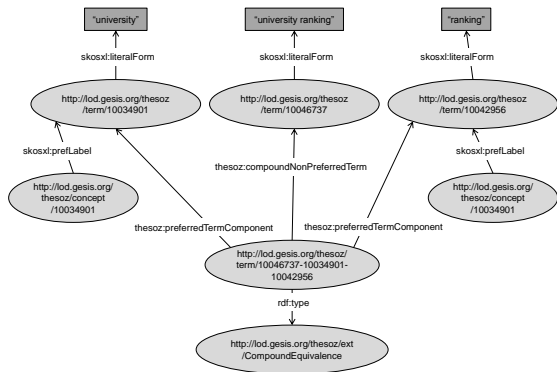 "university"
"university ranking"
"ranking"
skosxl:literalForm
skosxl:literalForm
skosxl:literalForm
http://lod.gesis.org/thesoz
/term/10034901
http://lod.gesis.org/thesoz
/term/10046737
http://lod.gesis.org/thesoz
/term/10042956
skosxl:prefLabel
skosxl:prefLabel
thesoz:compoundNonPreferredTerm
http://lod.gesis.org/
thesoz/concept
/10034901
http://lod.gesis.org/
thesoz/concept
/10034901
thesoz:preferredTermComponent
thesoz:preferredTermComponent
http://lod.gesis.org/thesoz/
term/10046737-10034901-
10042956
rdf:type
http://lod.gesis.org/thesoz/ext
/CompoundEquivalence